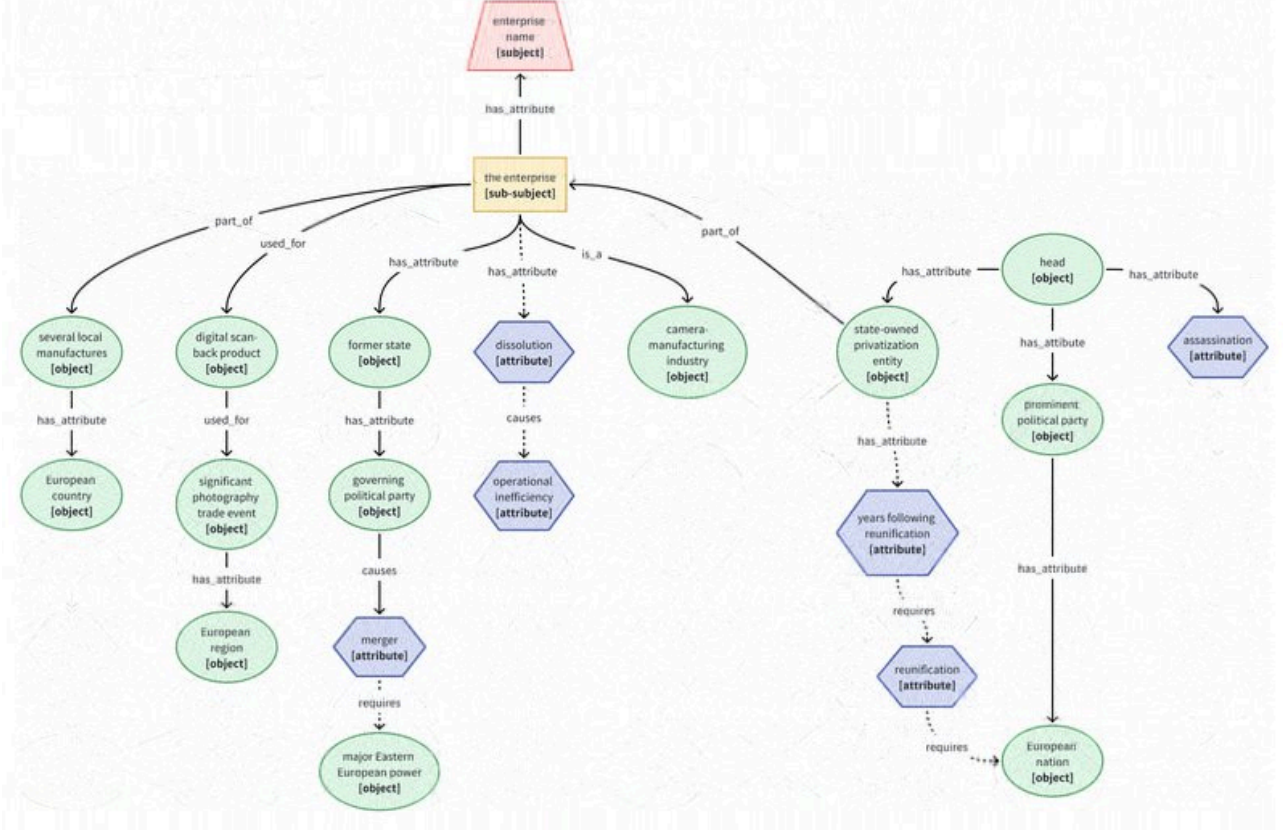 enterprise
name
[subject]
has_attribute
the enterprise
[sub-subject]
part_of
used_for
has_attribute
has_attribute
is_a
part_of
several local
manufactures
[object]
digital scan-
back product
[object]
former state
[object]
dissolution
[attribute]
camera-
manufacturing
industry
[object]
state-owned
privatization
entity
[object]
has_attribute
head
[object]
has_attribute
has_attibute
assassination
[attribute]
has_attribute
used_for
has_attribute
causes
has_attribute
prominent
political party
[object]
European
country
[object]
significant
photography
trade event
[object]
governing
political party
[object]
operational
inefficiency
[attribute]
years following
reunification
[attribute]
has_attribute
causes
has_attribute
requires
European
region
[object]
merger
[attribute]
reunification
[attribute]
requires
requires
major Eastern
European power
[object]
European
nation
[object]